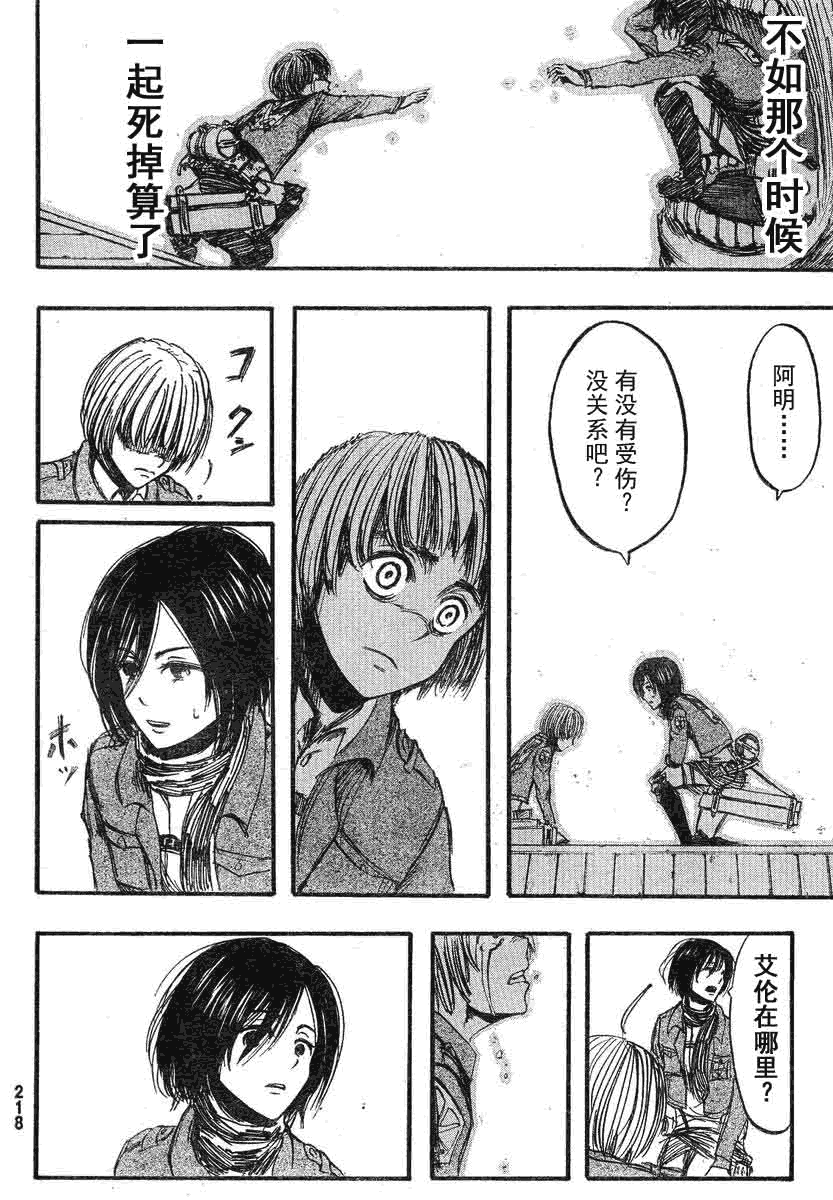 不如那个时候
一起死掉算了
阿明……
有没有受伤？
没关系吧？
コクン
ホッ
艾伦在哪里？
218